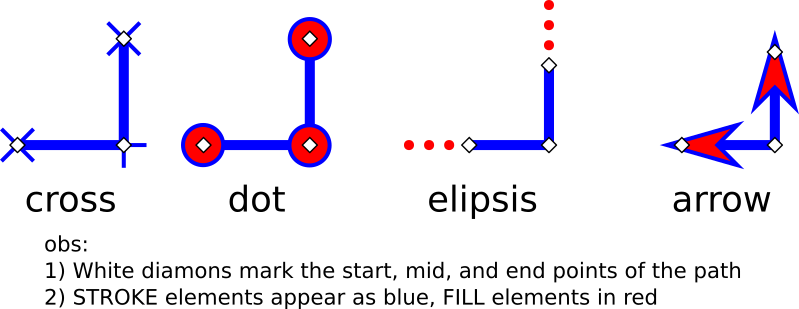 cross dot elipsis arrow
obs:
1) White diamons mark the start, mid, and end points of the path
2) STROKE elements appear as blue, FILL elements in red